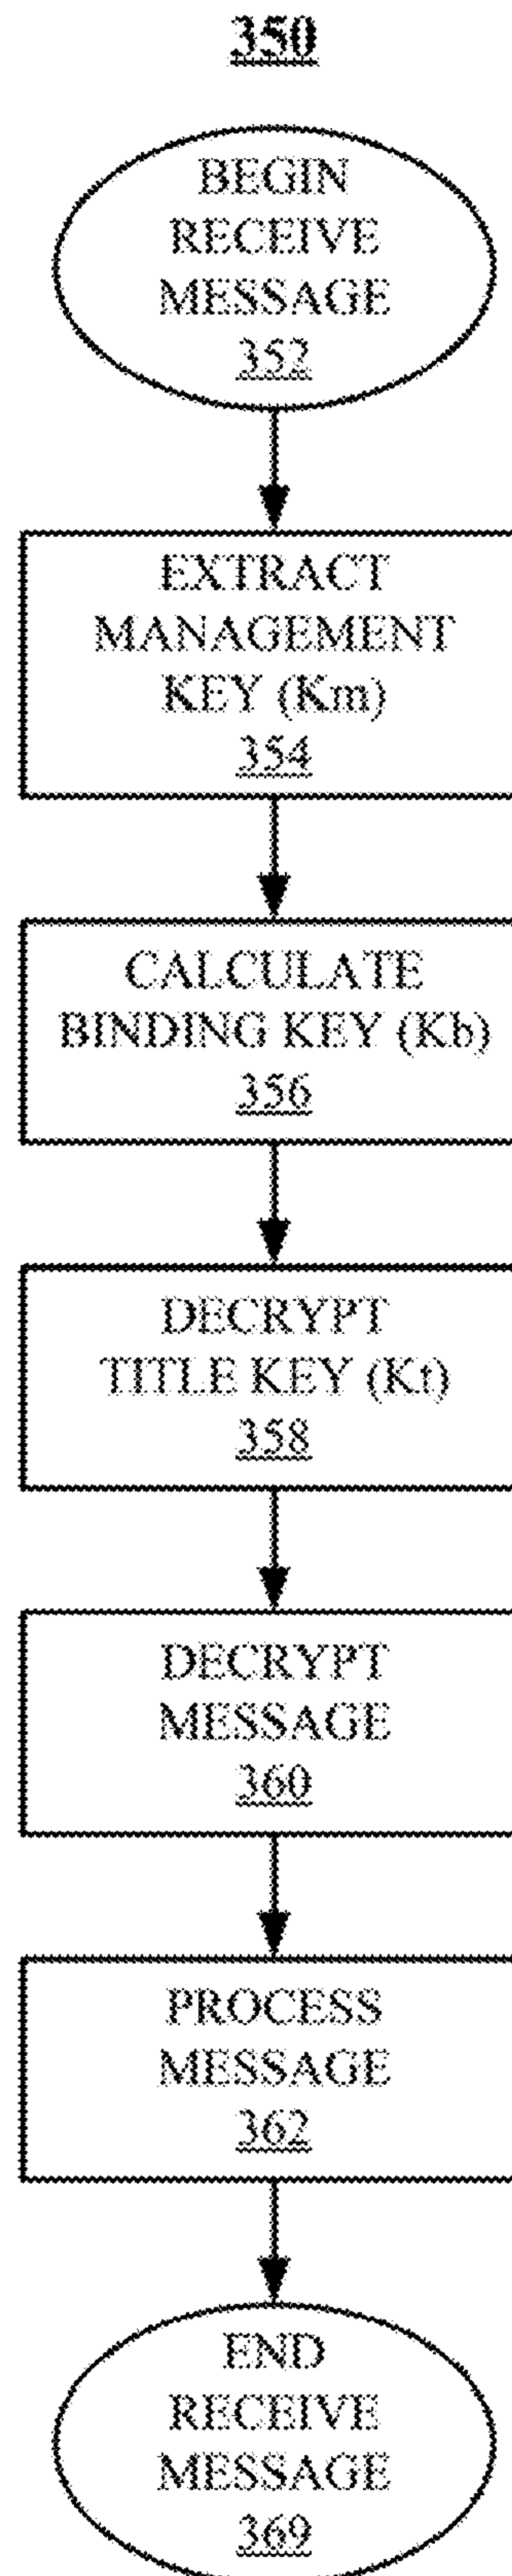 350
BEGIN
RECEIVE
MESSAGE
352
EXTRACT
MANAGEMENT
KEY (Km)
354
CALCULATE
BINDING KEY (Kb)
356
DECRYPT
TITLE KEY (Kt)
358
DECRYPT
MESSAGE
360
PROCESS
MESSAGE
362
END
RECEIVE
MESSAGE
369